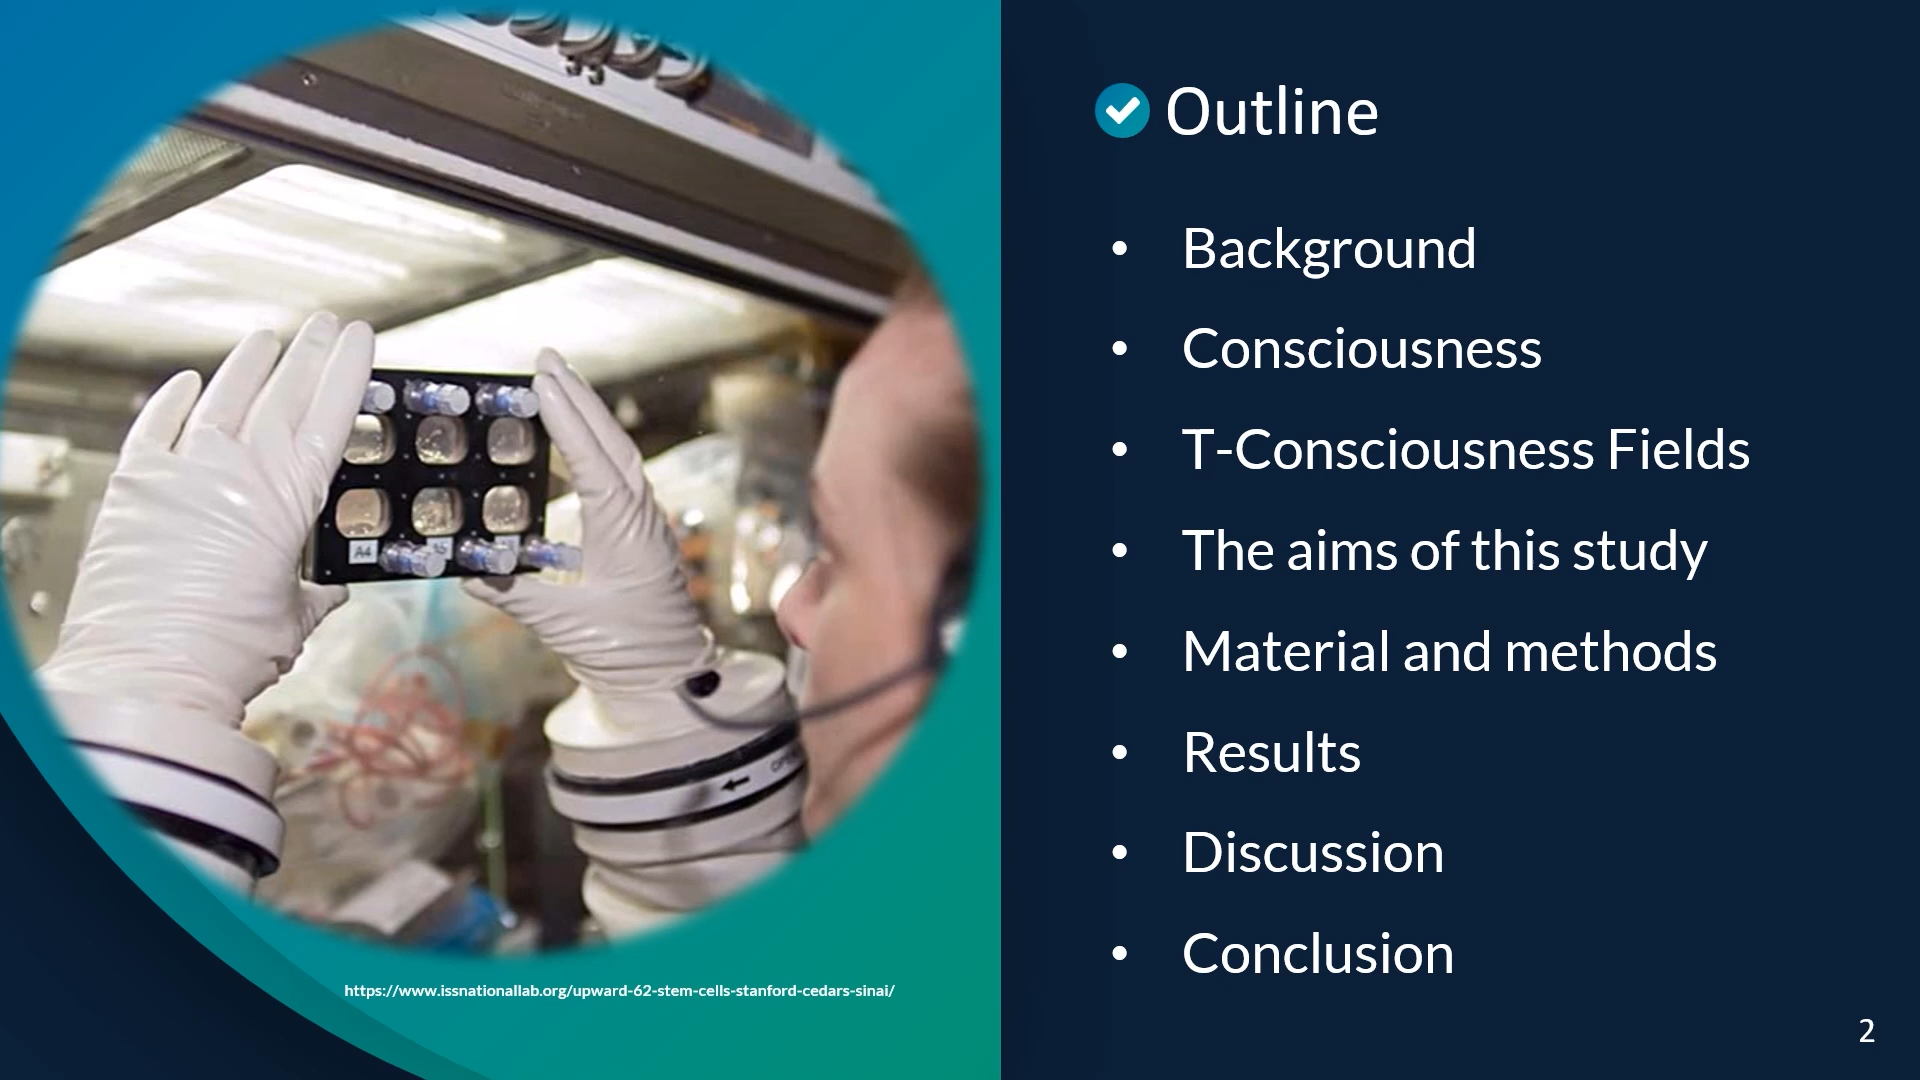 Outline
• Background
• Consciousness
• T-Consciousness Fields
• The aims of this study
• Material and methods
• Results
• Discussion
• Conclusion
A4
https://www.issnationallab.org/upward-62-stem-cells-stanford-cedars-sinai/
2